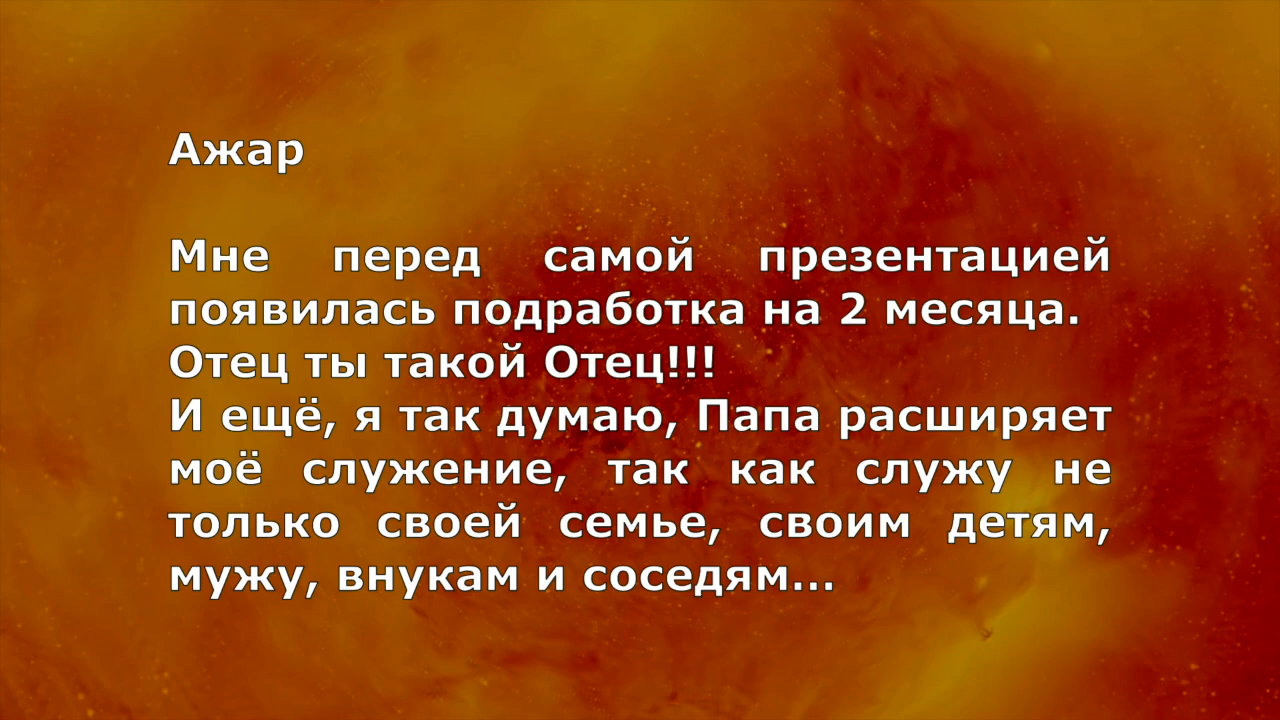 Ажар
Мне перед самой презентацией
появилась подработка на 2 месяца.
Отец ты такой Отец!!!
И ещё, я так думаю, Папа расширяет
моё служение, так как служу не
только своей семье, своим детям,
мужу, внукам и соседям...